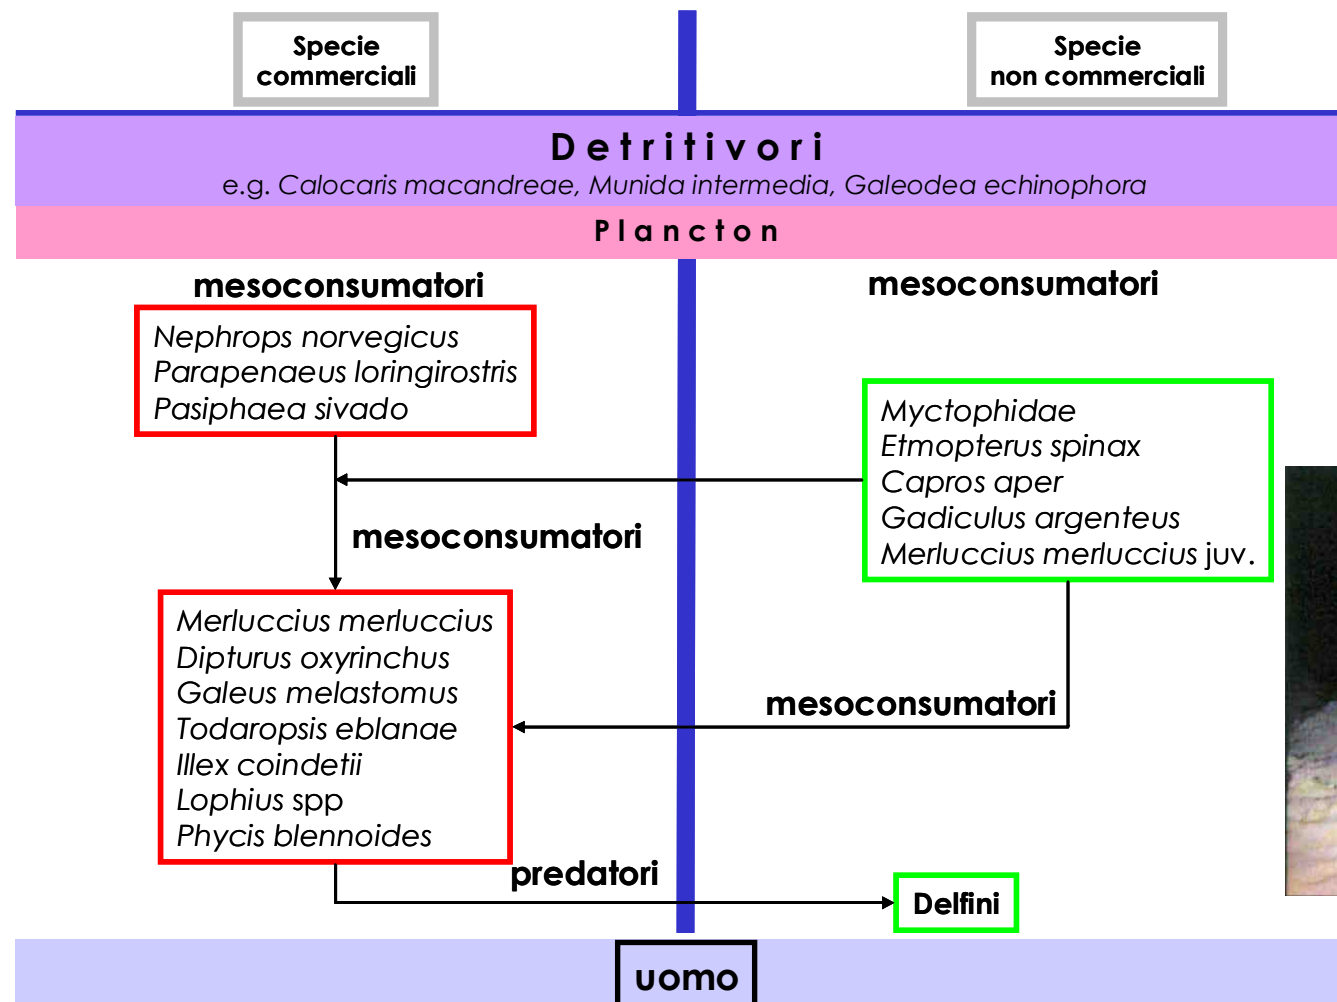 Specie
commerciali
Specie
non commerciali
Detritivori
e.g. Calocaris macandreae, Munida intermedia, Galeodea echinophora
Plancton
mesoconsumatori
mesoconsumatori
Nephrops norvegicus
Parapenaeus loringirostris
Pasiphaea sivado
Myctophidae
Etmopterus spinax
Capros aper
Gadiculus argenteus
Merluccius merluccius juv.
mesoconsumatori
Merluccius merluccius
Dipturus oxyrinchus
Galeus melastomus
Todaropsis eblanae
Illex coindetii
Lophius spp
Phycis blennoides
mesoconsumatori
predatori
Delfini
uomo